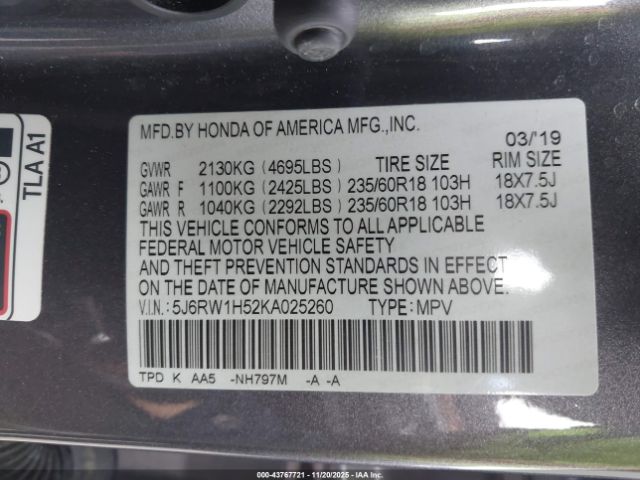 TLA A1
MFD.BY HONDA OF AMERICA MFG.,INC.
03/'19
GVWR 2130KG (4695LBS) TIRE SIZE RIM SIZE
GAWR F 1100KG (2425LBS) 235/60R18 103H 18X7.5J
GAWR R 1040KG (2292LBS) 235/60R18 103H 18X7.5J
THIS VEHICLE CONFORMS TO ALL APPLICABLE
FEDERAL MOTOR VEHICLE SAFETY
AND THEFT PREVENTION STANDARDS IN EFFECT
ON THE DATE OF MANUFACTURE SHOWN ABOVE.
V.I.N.:5J6RW1H52KA025260 TYPE:MPV
TPD K AA5 -NH797M -A -A
000-43767721 - 11/20/2025 - IAAI.COM